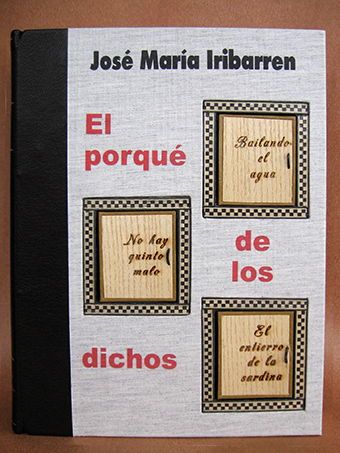 José María Iribarren
El
porqué
Bailando
el
agua
No hay
quinto
malo
de
los
dichos
El
entierro
de la
sardina